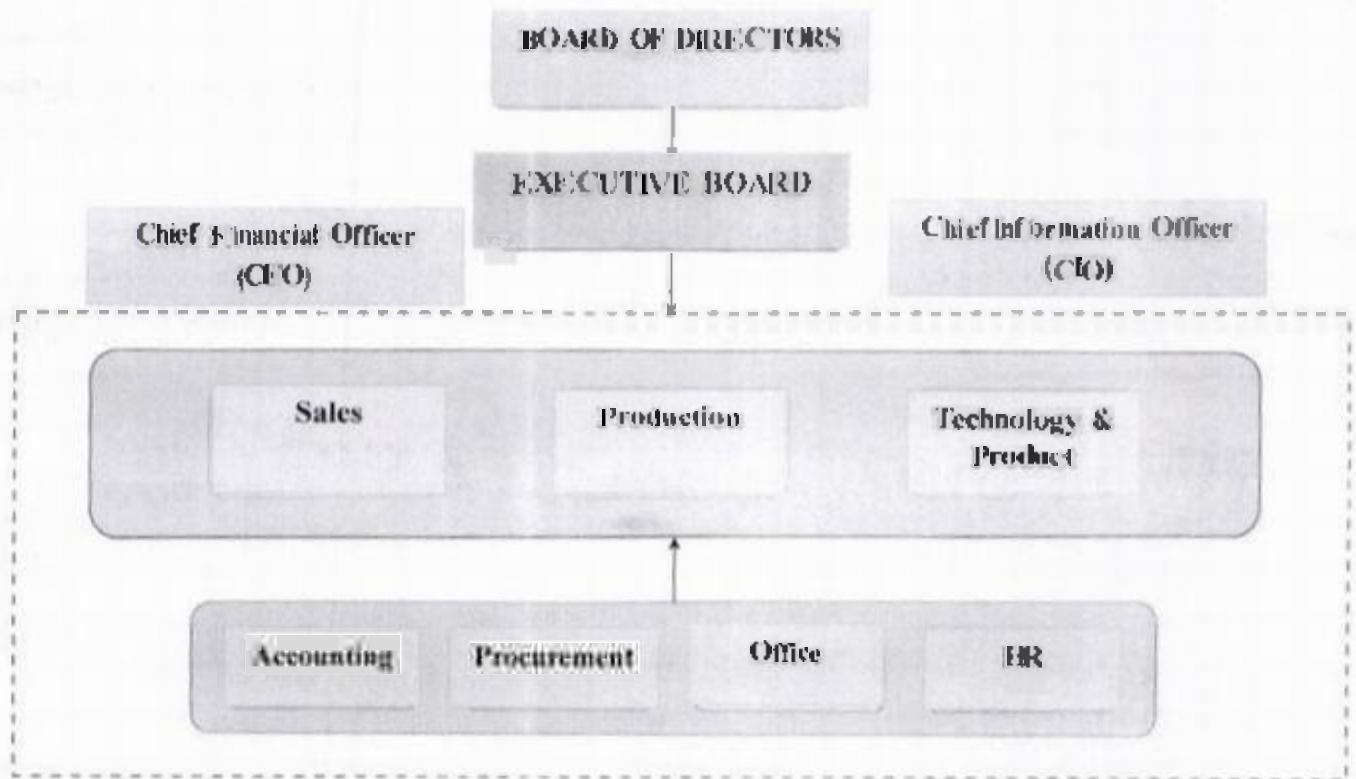 BOARD OF DIRECTORS
EXECUTIVE BOARD
Chief Financial Officer
(CFO)
Chief Information Officer
(CIO)
Sales
Production
Technology &
Product
Accounting
Procurement
Office
HR